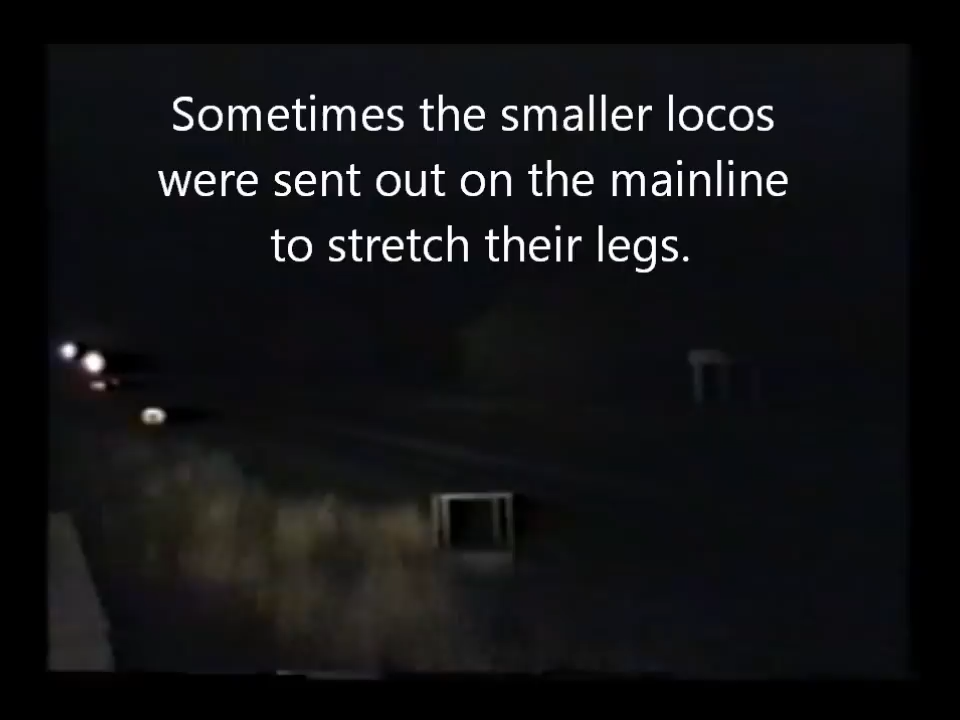 Sometimes the smaller locos
were sent out on the mainline
to stretch their legs.